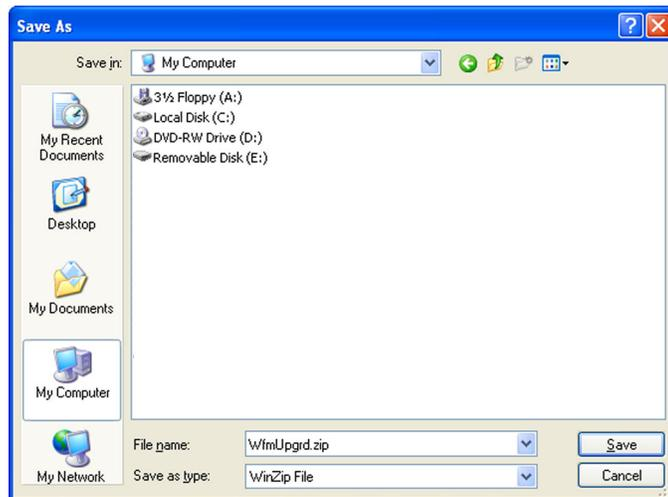 Save As
Save in: My Computer
3½ Floppy (A:)
Local Disk (C:)
DVD-RW Drive (D:)
Removable Disk (E:)
My Recent
Documents
Desktop
My Documents
My Computer
My Network
File name: WfmUpgrd.zip Save
Save as type: WinZip File Cancel